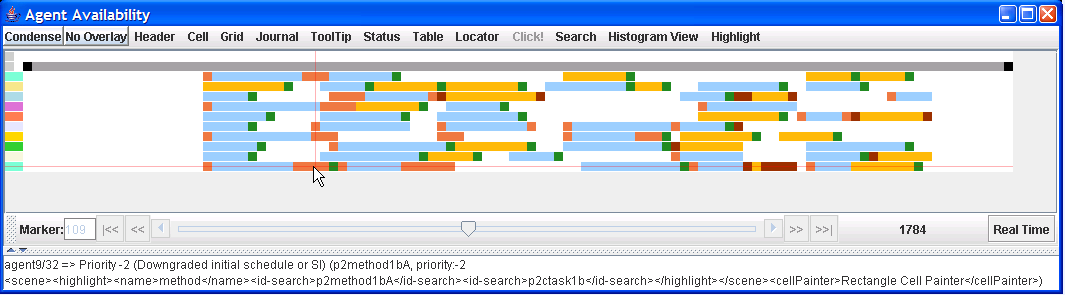 Agent Availability
Condense No Overlay Header Cell Grid Journal ToolTip Status Table Locator Click! Search Histogram View Highlight
Marker: 109 |<< << >> >>| 1784 Real Time
agent9/32 => Priority -2 (Downgraded initial schedule or SI) (p2method1bA, priority:-2
<scene><highlight><name>method</name><id-search>p2method1bA</id-search><id-search>p2ctask1b</id-search></highlight></scene><cellPainter>Rectangle Cell Painter</cellPainter>)